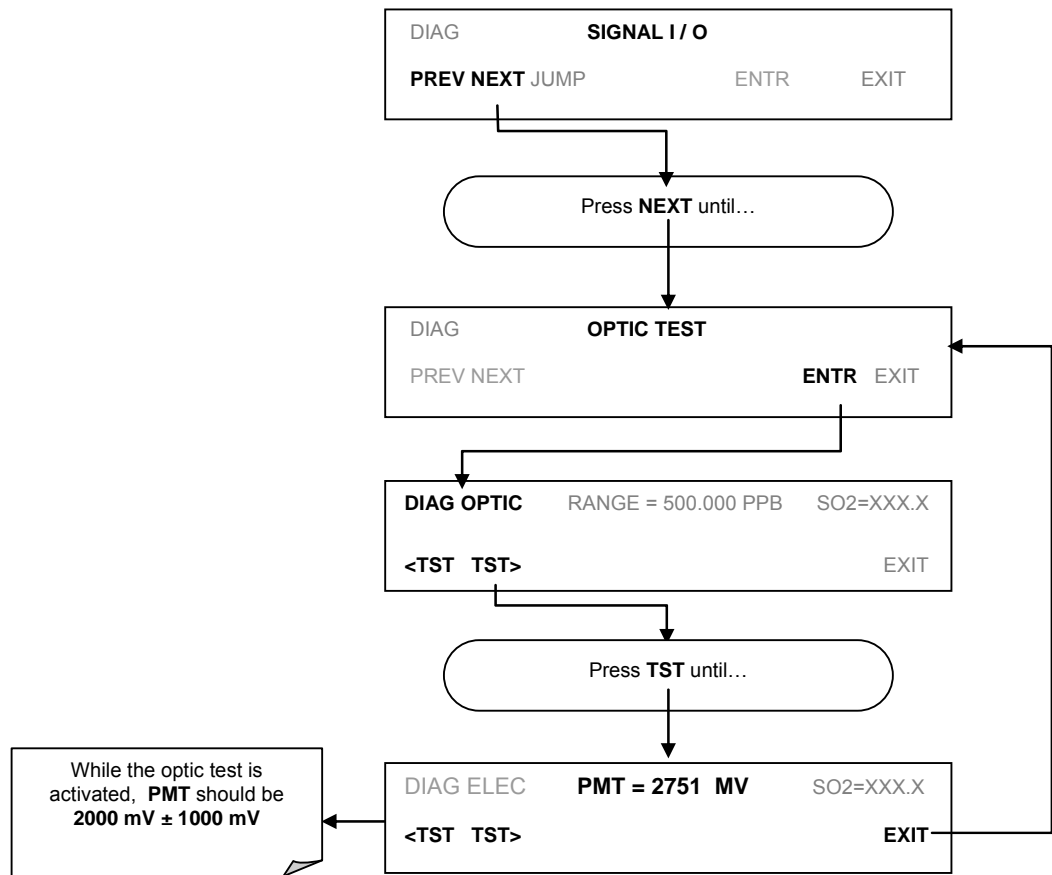 DIAG SIGNAL I / O
PREV NEXT JUMP ENTR EXIT
Press NEXT until…
DIAG OPTIC TEST
PREV NEXT ENTR EXIT
DIAG OPTIC RANGE = 500.000 PPB SO2=XXX.X
<TST TST> EXIT
Press TST until…
While the optic test is
activated, PMT should be
2000 mV ± 1000 mV
DIAG ELEC PMT = 2751 MV SO2=XXX.X
<TST TST> EXIT